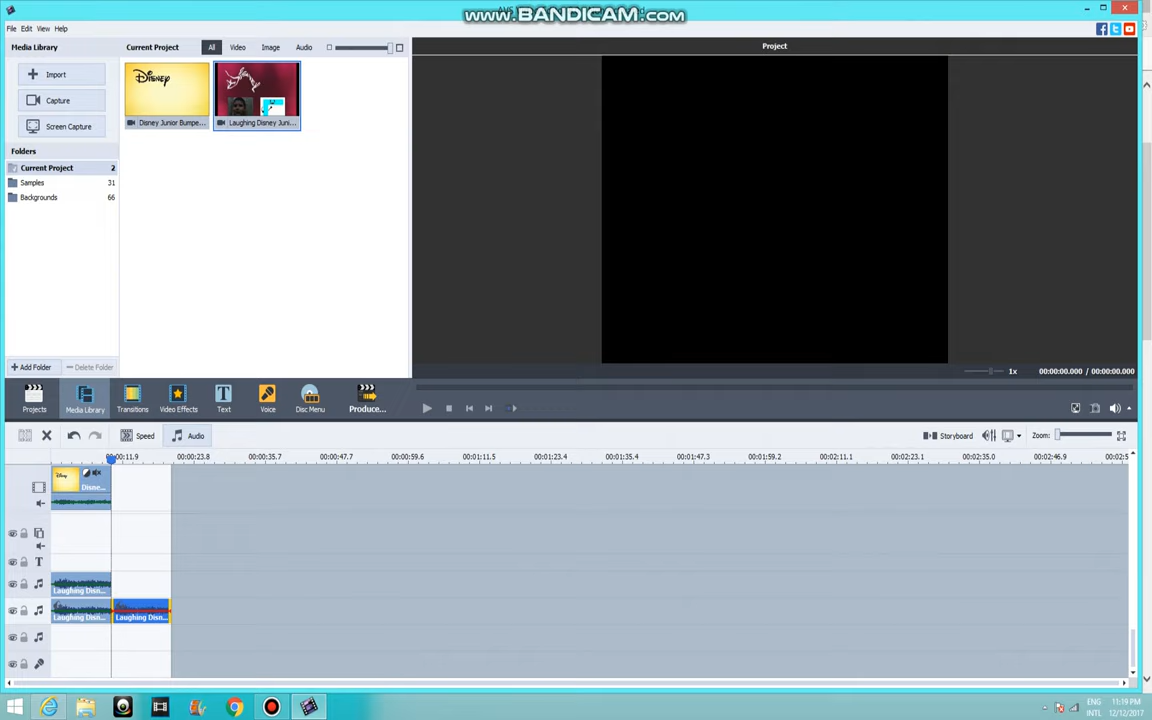 www.BANDICAM.com
File Edit View Help
Media Library
Current Project
All
Video
Image
Audio
Project
Import
Capture
Screen Capture
Disney
Disney Junior Bumpe...
Laughing Disney Juni...
Folders
Current Project 2
Samples 31
Backgrounds 66
Add Folder
Delete Folder
1x
00:00:00.000 / 00:00:00.000
Projects
Media Library
Transitions
Video Effects
Text
Voice
Disc Menu
Produce...
Speed
Audio
Storyboard
Zoom:
00:00:11.9 00:00:23.8 00:00:35.7 00:00:47.7 00:00:59.6 00:01:11.5 00:01:23.4 00:01:35.4 00:01:47.3 00:01:59.2 00:02:11.1 00:02:23.1 00:02:35.0 00:02:46.9 00:02:5
Disne...
T
Laughing Disn...
Laughing Disn...
Laughing Disn...
ENG
INTL
11:19 PM
12/12/2017